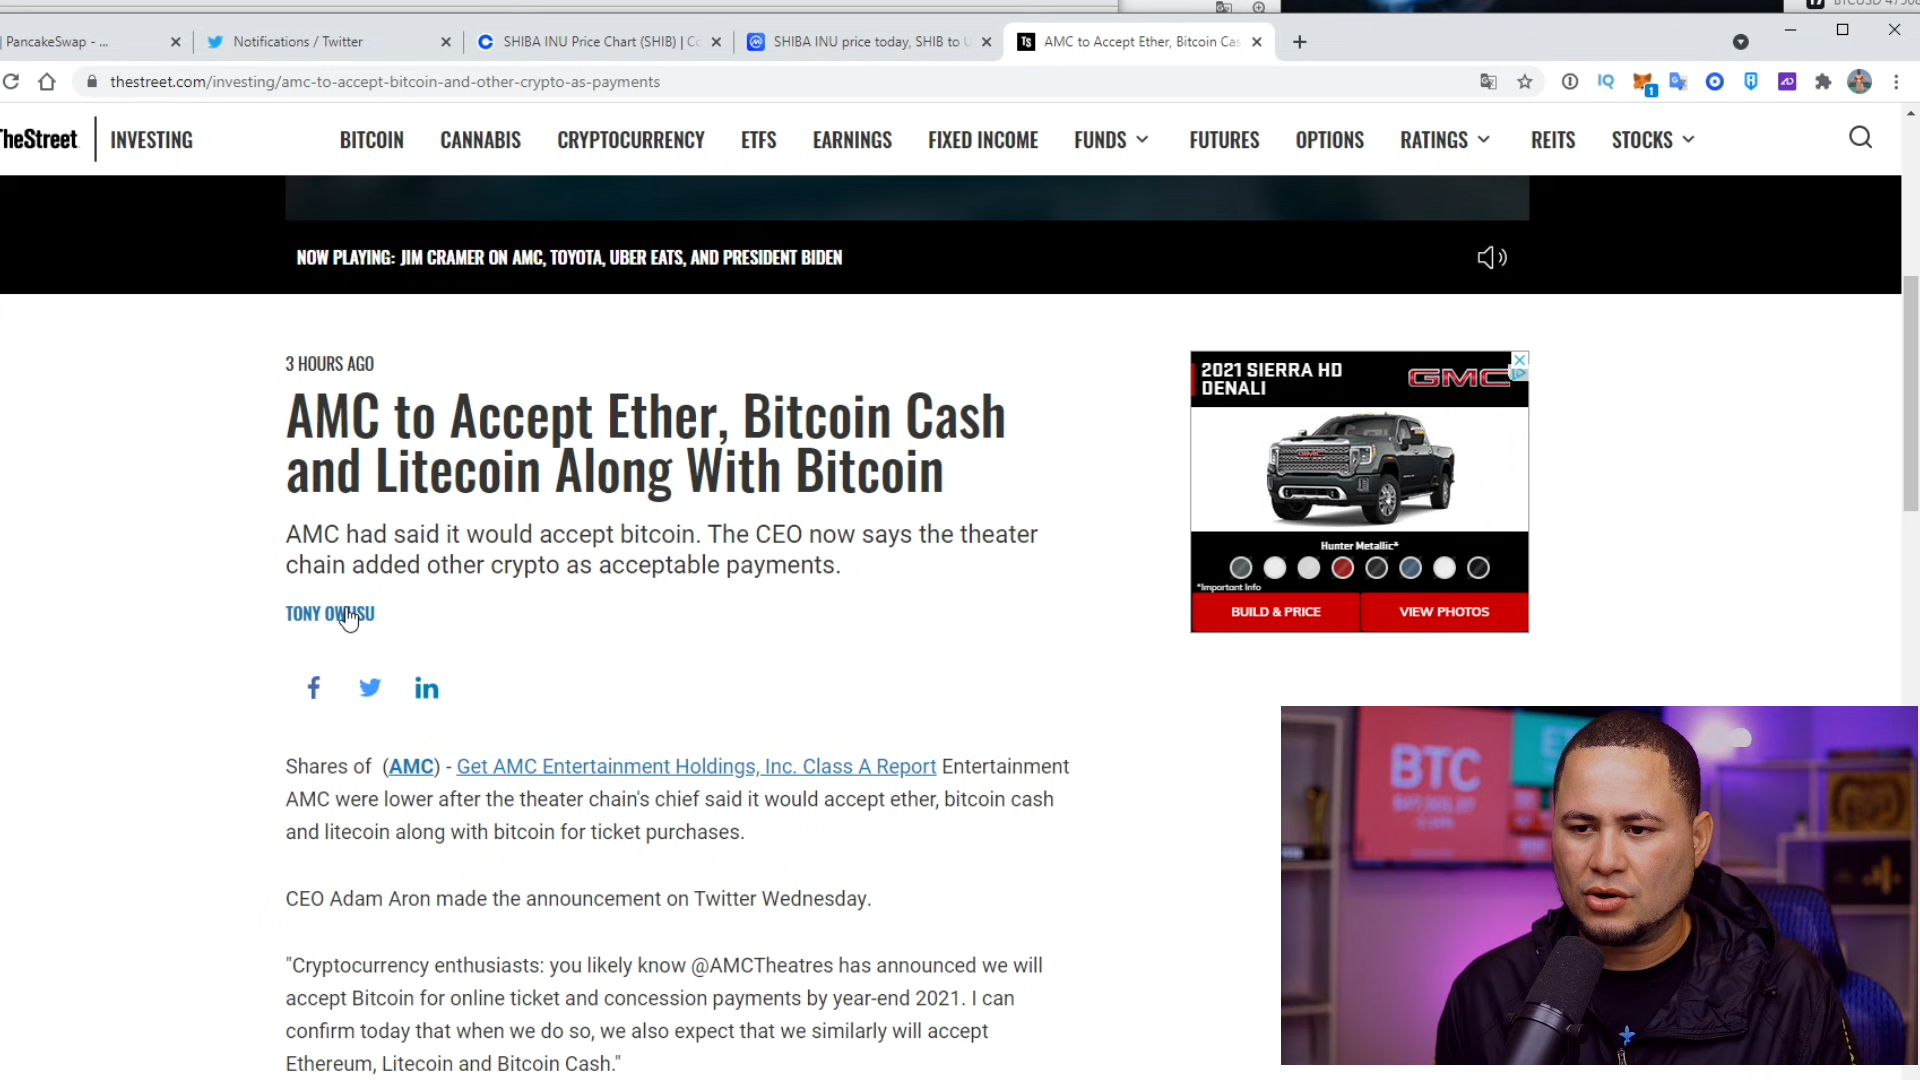 PancakeSwap - ...
Notifications / Twitter
SHIBA INU Price Chart (SHIB) | Co
SHIBA INU price today, SHIB to U
AMC to Accept Ether, Bitcoin Cas
thestreet.com/investing/amc-to-accept-bitcoin-and-other-crypto-as-payments
TheStreet
INVESTING
BITCOIN
CANNABIS
CRYPTOCURRENCY
ETFS
EARNINGS
FIXED INCOME
FUNDS
FUTURES
OPTIONS
RATINGS
REITS
STOCKS
NOW PLAYING: JIM CRAMER ON AMC, TOYOTA, UBER EATS, AND PRESIDENT BIDEN
3 HOURS AGO
AMC to Accept Ether, Bitcoin Cash
and Litecoin Along With Bitcoin
AMC had said it would accept bitcoin. The CEO now says the theater
chain added other crypto as acceptable payments.
TONY OWUSU
Shares of (AMC) - Get AMC Entertainment Holdings, Inc. Class A Report Entertainment
AMC were lower after the theater chain's chief said it would accept ether, bitcoin cash
and litecoin along with bitcoin for ticket purchases.
CEO Adam Aron made the announcement on Twitter Wednesday.
"Cryptocurrency enthusiasts: you likely know @AMCTheatres has announced we will
accept Bitcoin for online ticket and concession payments by year-end 2021. I can
confirm today that when we do so, we also expect that we similarly will accept
Ethereum, Litecoin and Bitcoin Cash."
2021 SIERRA HD
DENALI
GMC
Hunter Metallic*
*Important Info
BUILD & PRICE
VIEW PHOTOS
BTC